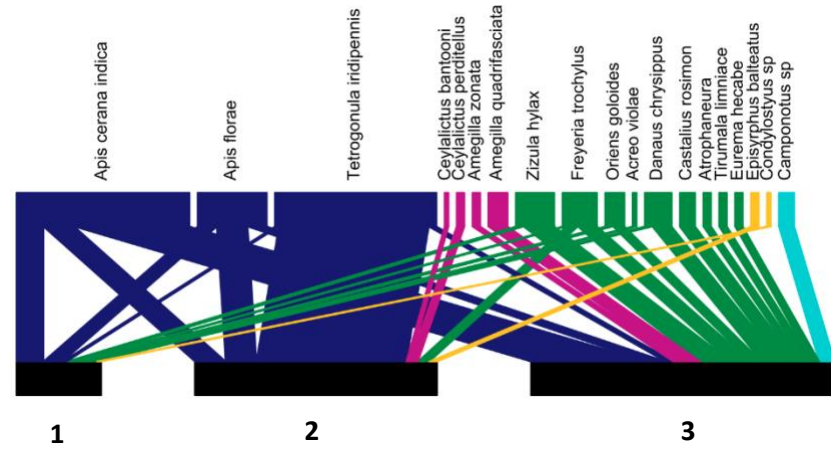 Apis cerana indica
Apis florae
Tetrogonula iridipennis
Ceylalictus bantooni
Ceylalictus perditellus
Amegilla zonata
Amegilla quadrifasciata
Zizula hylax
Freyeria trochylus
Oriens goloides
Acreo violae
Danaus chrysippus
Castalius rosimon
Atrophaneura
Tirumala limniace
Eurema hecabe
Episyrphus balteatus
Condylostyus sp
Camponotus sp
1
2
3